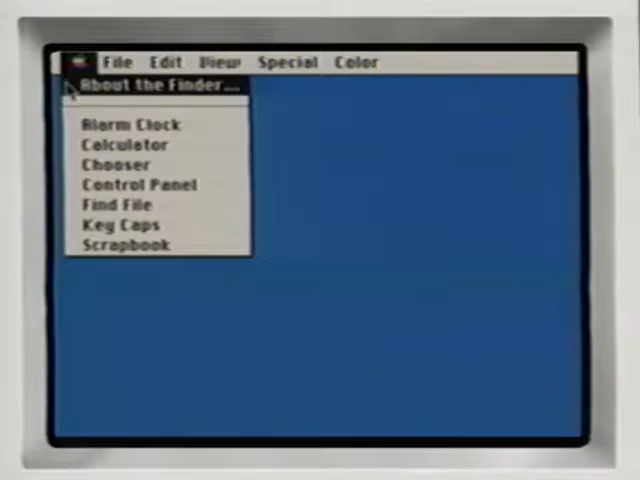 File Edit View Special Color
About the Finder...
Alarm Clock
Calculator
Chooser
Control Panel
Find File
Key Caps
Scrapbook